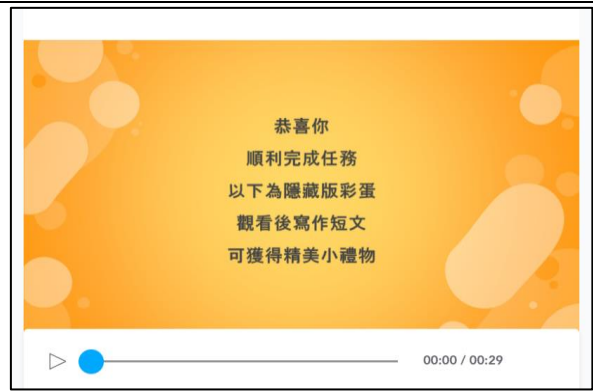 恭喜你
順利完成任務
以下為隱藏版彩蛋
觀看後寫作短文
可獲得精美小禮物
00:00 / 00:29